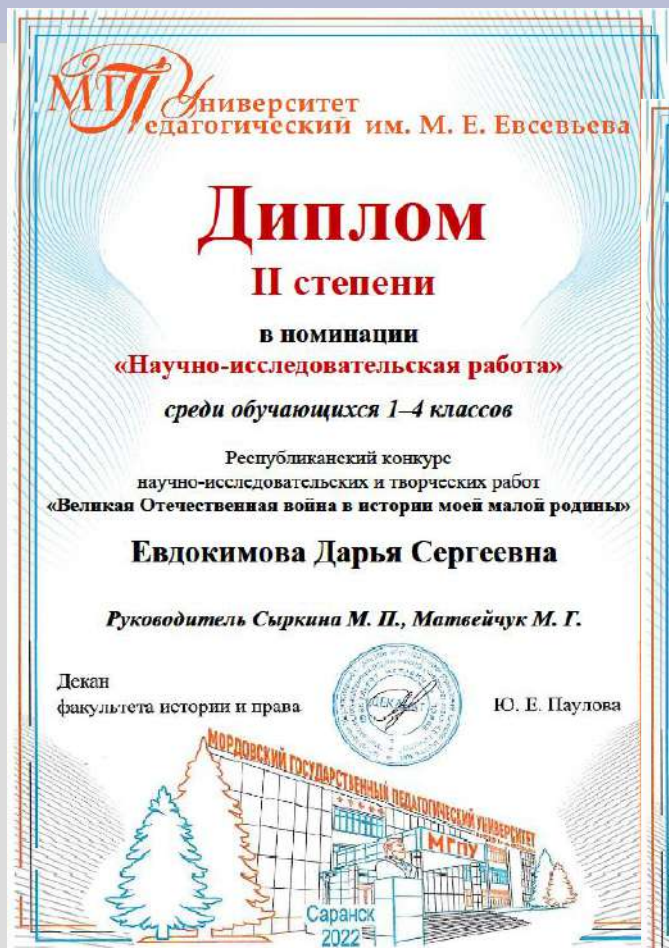 МГП Университет
Педагогический им. М. Е. Евсевьева
Диплом
II степени
в номинации
«Научно-исследовательская работа»
среди обучающихся 1–4 классов
Республиканский конкурс
научно-исследовательских и творческих работ
«Великая Отечественная война в истории моей малой родины»
Евдокимова Дарья Сергеевна
Руководитель Сыркина М. П., Матвейчук М. Г.
Декан
факультета истории и права
ДЕКАНАТ
Ю. Е. Паулова
МОРДОВСКИЙ ГОСУДАРСТВЕННЫЙ ПЕДАГОГИЧЕСКИЙ УНИВЕРСИТЕТ
МГПУ
Саранск
2022